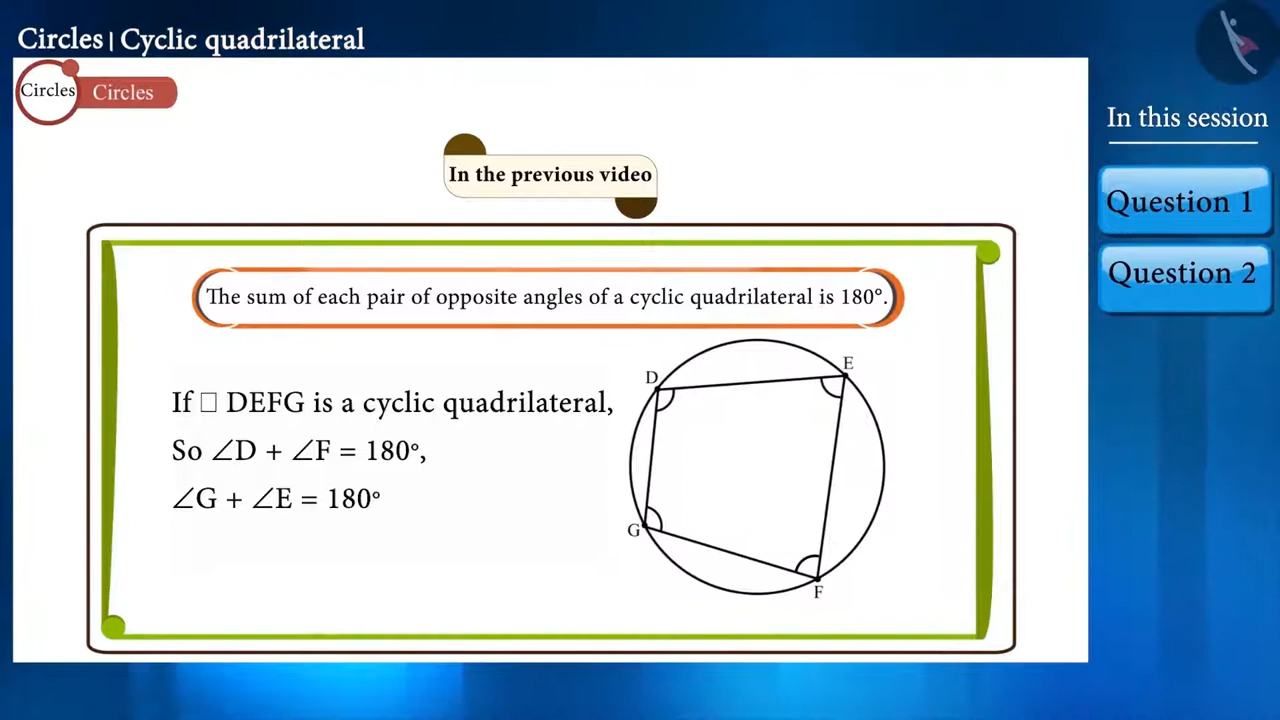 Circles | Cyclic quadrilateral
Circles Circles
In this session
In the previous video
Question 1
Question 2
The sum of each pair of opposite angles of a cyclic quadrilateral is 180°.
If □ DEFG is a cyclic quadrilateral,
So ∠D + ∠F = 180°,
∠G + ∠E = 180°
D
E
G
F